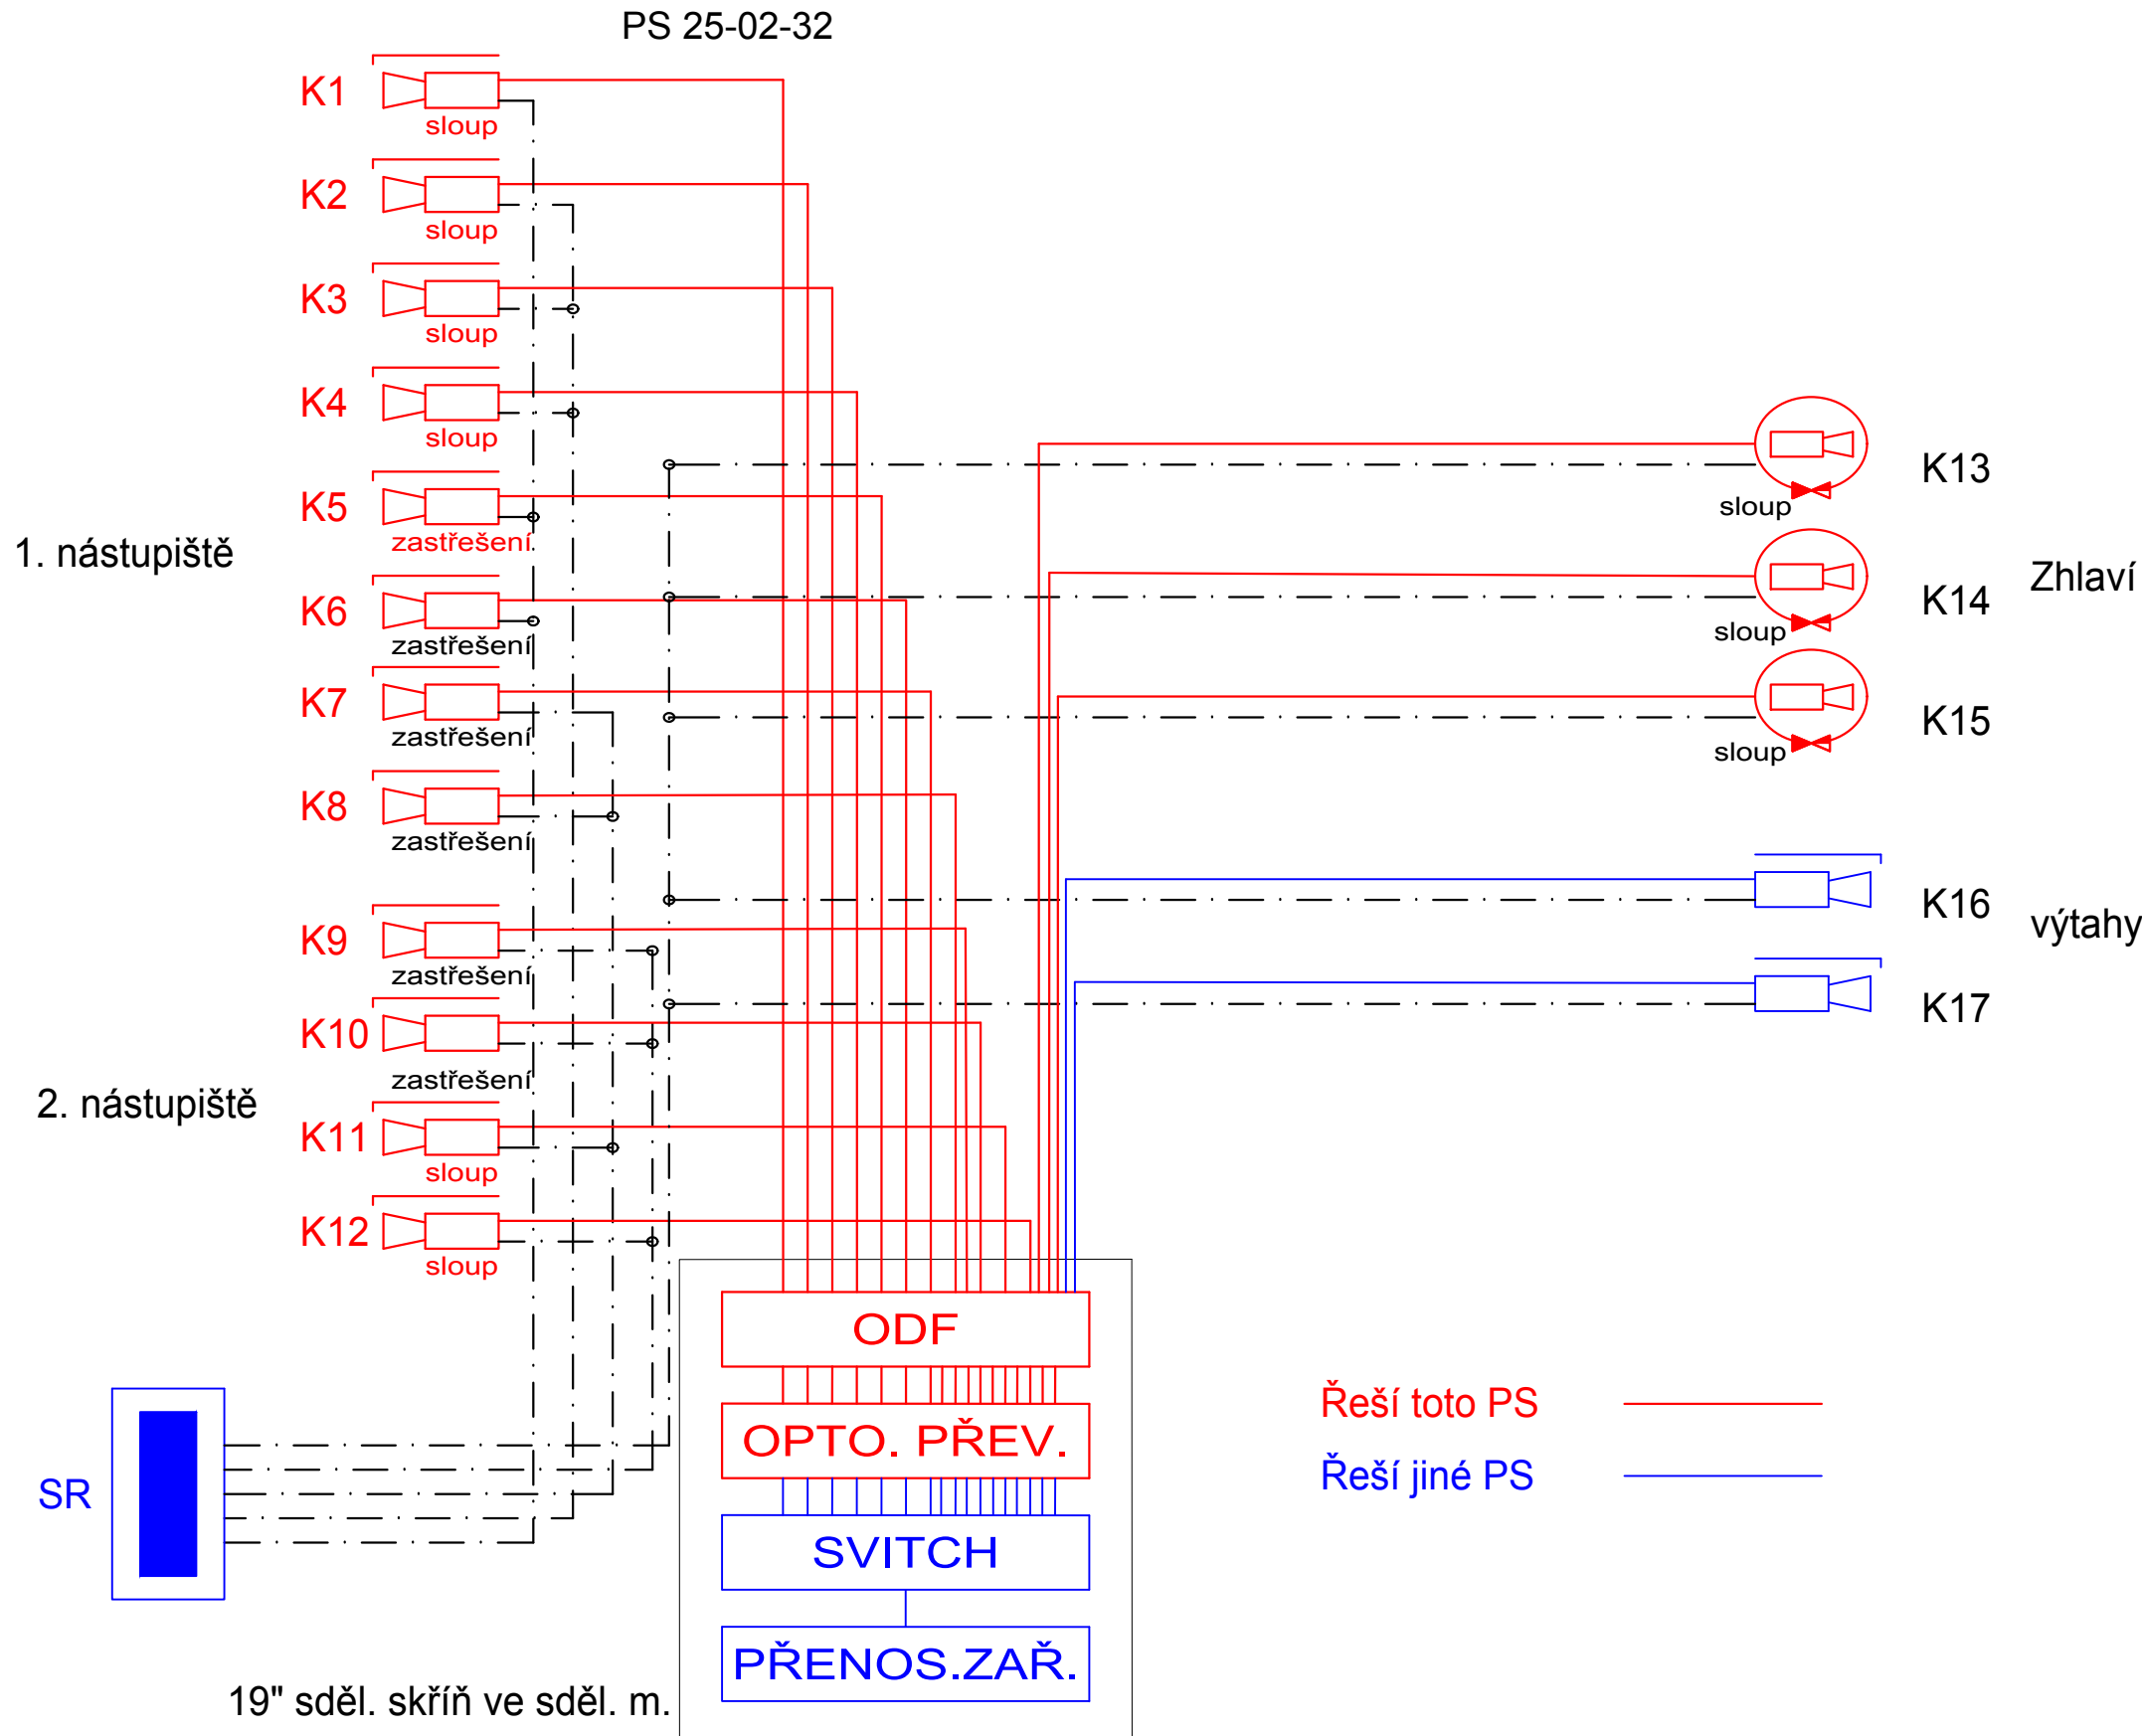 PS 25-02-32
K1
sloup
K2
sloup
K3
sloup
K4
sloup
K5
zastřešení
1. nástupiště
K6
zastřešení
K7
zastřešení
K8
zastřešení
K9
zastřešení
K10
zastřešení
2. nástupiště
K11
sloup
K12
sloup
K13
sloup
K14
sloup
Zhlaví
K15
sloup
K16
výtahy
K17
ODF
OPTO. PŘEV.
SVITCH
PŘENOS.ZAŘ.
SR
19" sděl. skříň ve sděl. m.
Řeší toto PS
Řeší jiné PS